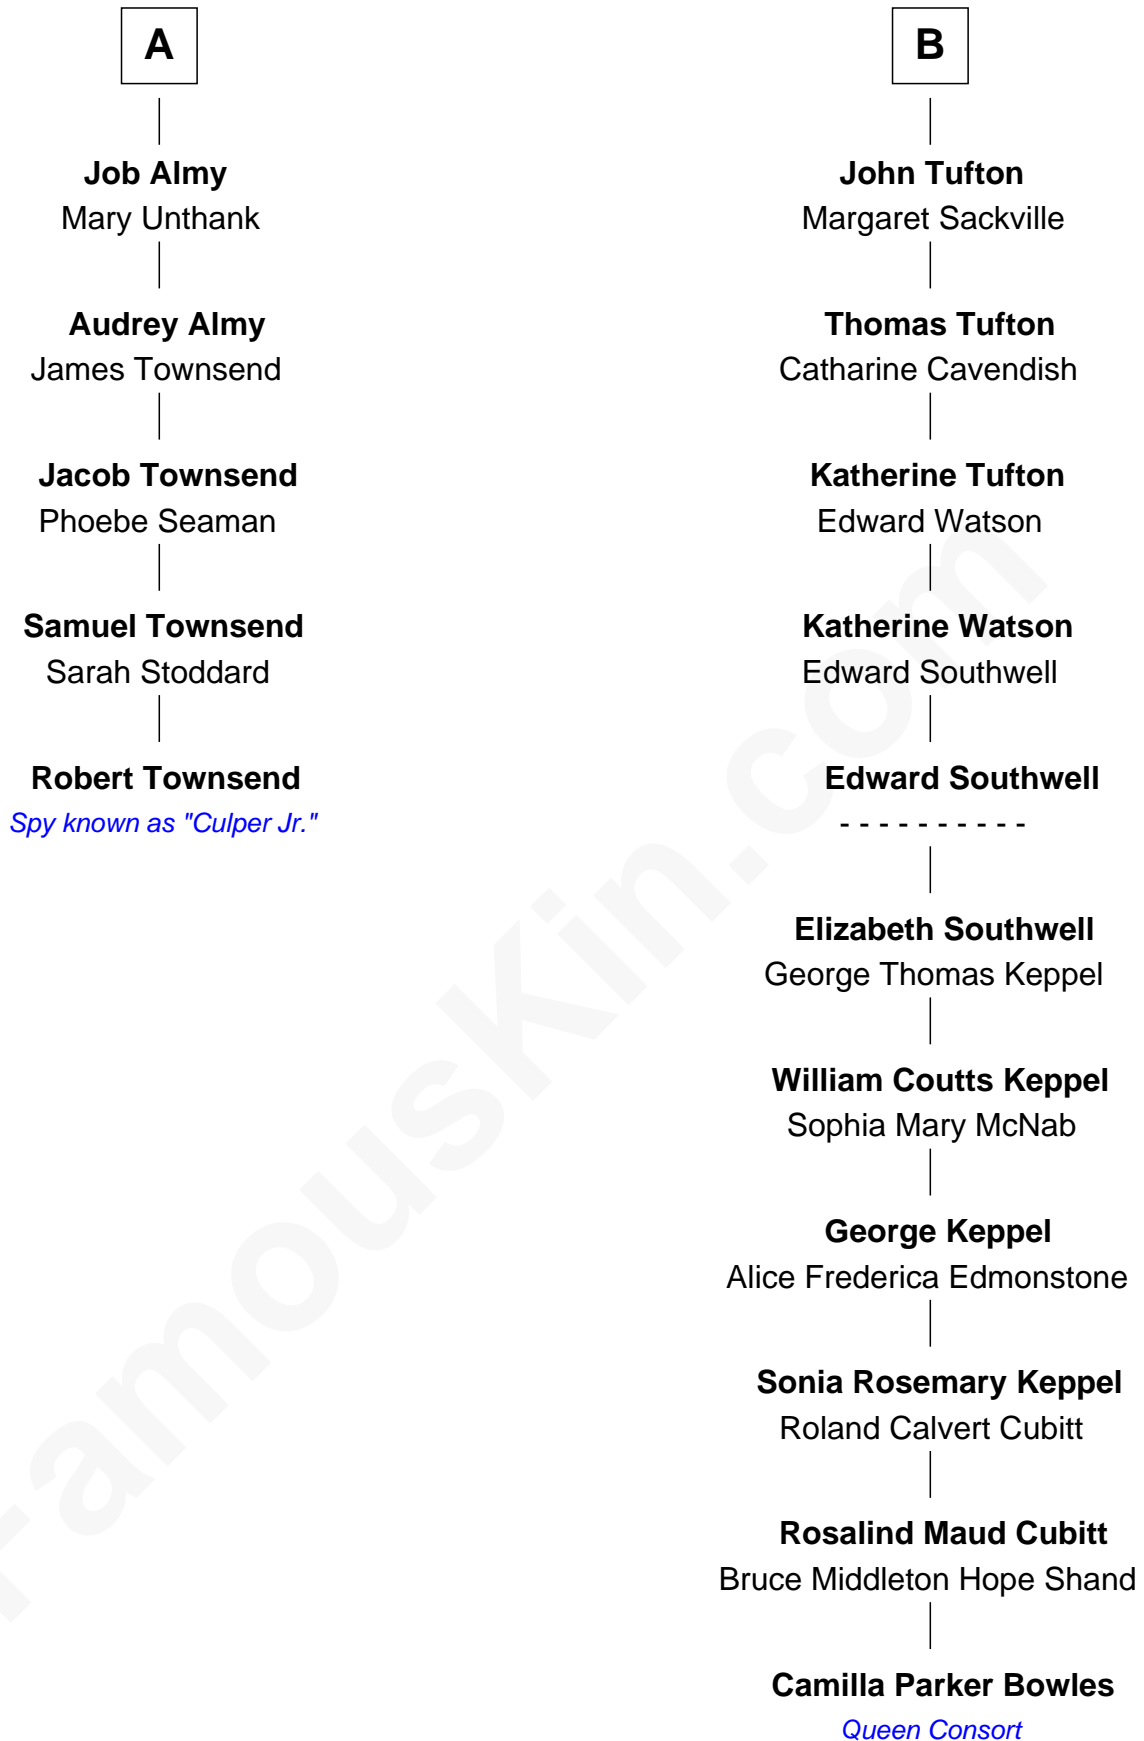 A
Job Almy
Mary Unthank
Audrey Almy
James Townsend
Jacob Townsend
Phoebe Seaman
Samuel Townsend
Sarah Stoddard
Robert Townsend
Spy known as "Culper Jr."
B
John Tufton
Margaret Sackville
Thomas Tufton
Catharine Cavendish
Katherine Tufton
Edward Watson
Katherine Watson
Edward Southwell
Edward Southwell
- - - - - - - - - -
Elizabeth Southwell
George Thomas Keppel
William Coutts Keppel
Sophia Mary McNab
George Keppel
Alice Frederica Edmonstone
Sonia Rosemary Keppel
Roland Calvert Cubitt
Rosalind Maud Cubitt
Bruce Middleton Hope Shand
Camilla Parker Bowles
Queen Consort
FamousKin.com